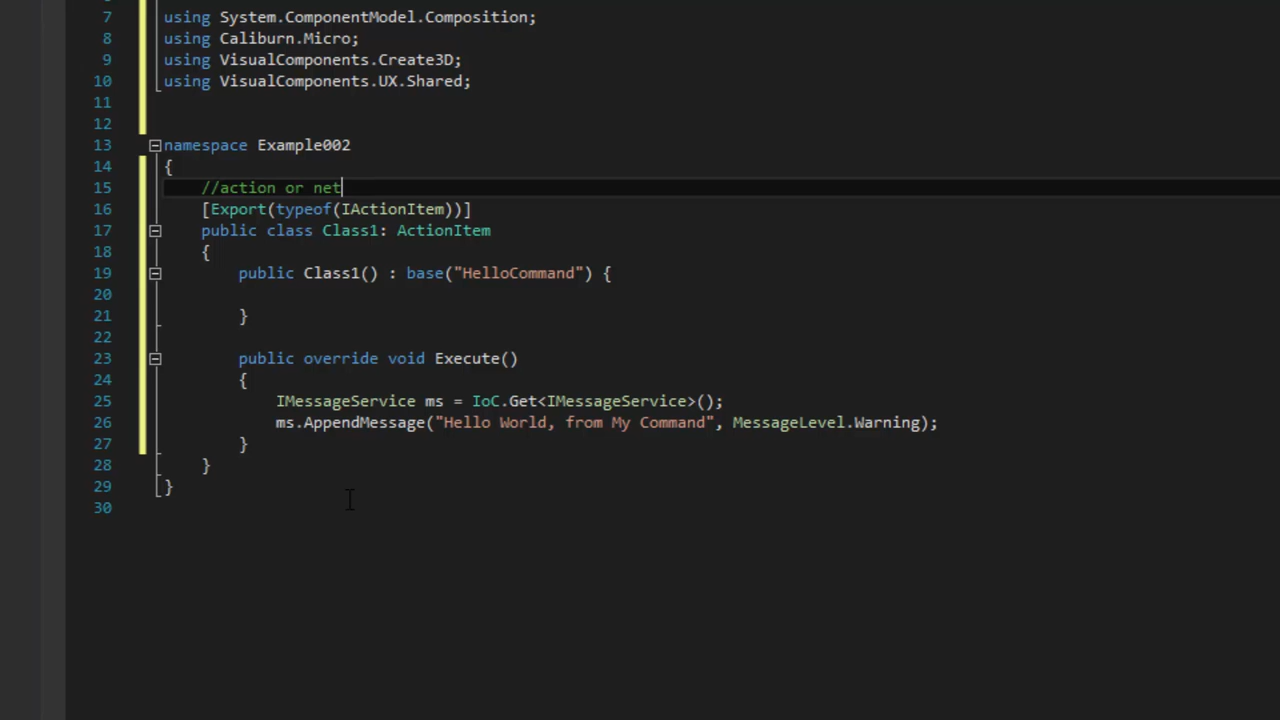 7 using System.ComponentModel.Composition;
8 using Caliburn.Micro;
9 using VisualComponents.Create3D;
10 using VisualComponents.UX.Shared;
11
12
13 namespace Example002
14 {
15 //action or net
16 [Export(typeof(IActionItem))]
17 public class Class1: ActionItem
18 {
19 public Class1() : base("HelloCommand") {
20
21 }
22
23 public override void Execute()
24 {
25 IMessageService ms = IoC.Get<IMessageService>();
26 ms.AppendMessage("Hello World, from My Command", MessageLevel.Warning);
27 }
28 }
29 }
30